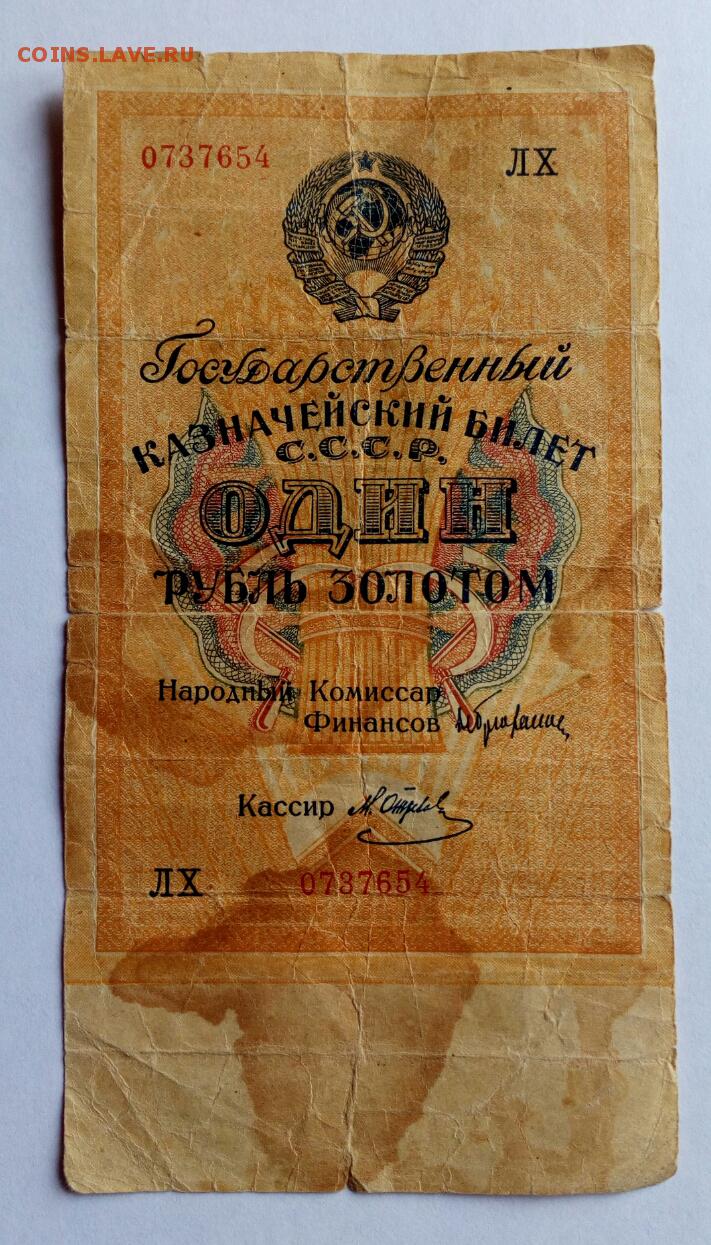 COINS.LAVE.RU
0737654 ЛХ
Государственный
КАЗНАЧЕЙСКИЙ БИЛЕТ
С.С.С.Р.
ОДИН
РУБЛЬ ЗОЛОТОМ
Народный Комиссар
Финансов
Кассир
ЛХ 0737654